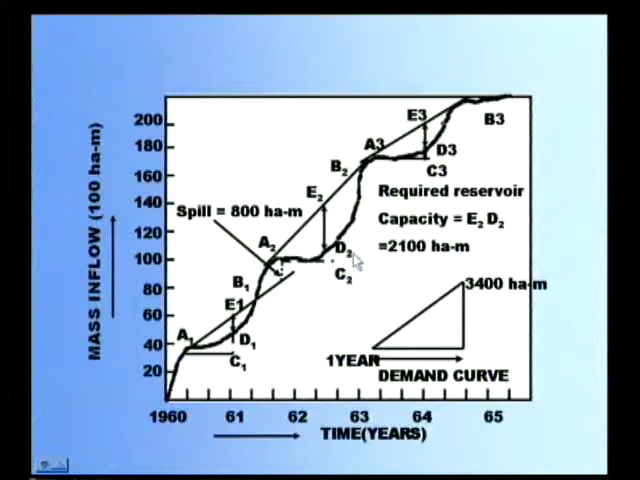 MASS INFLOW (100 ha-m)
200
180
160
140
120
100
80
60
40
20
1960
61
62
63
64
65
TIME(YEARS)
A1
B1
E1
D1
C1
Spill = 800 ha-m
A2
B2
E2
D2
C2
A3
E3
B3
D3
C3
Required reservoir
Capacity = E2 D2
=2100 ha-m
3400 ha-m
1YEAR
DEMAND CURVE